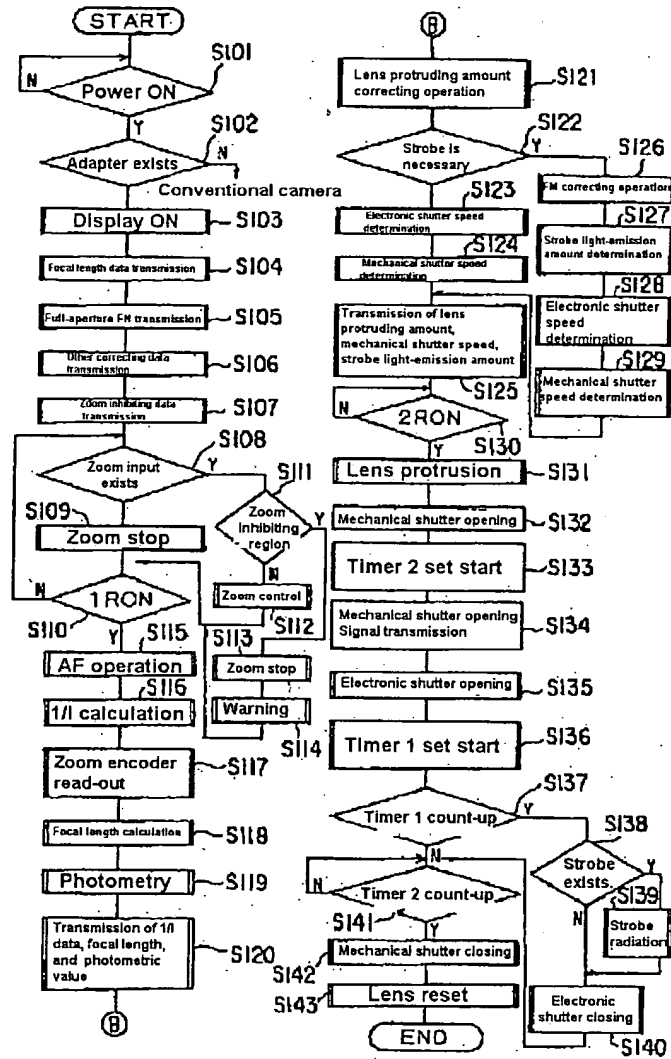 START
S101
N
Power ON
Y
S102
Adapter exists
N
Conventional camera
Display ON
S103
Focal length data transmission
S104
Full-aperture FN transmission
S105
Other correcting data
transmission
S106
Zoom inhibiting data
transmission
S107
S108
Zoom input
exists
Y
S111
S109
Zoom stop
Zoom
inhibiting
region
Y
N
N
1 RON
S110
Y
Zoom control
S112
S115
S113
AF operation
Zoom stop
S116
1/l calculation
Warning
S114
Zoom encoder
read-out
S117
Focal length calculation
S118
Photometry
S119
Transmission of 1/l
data, focal length,
and photometric
value
S120
B
B
Lens protruding amount
correcting operation
S121
S122
Strobe is
necessary
Y
S126
N
S123
FM correcting operation
Electronic shutter speed
determination
S127
S124
Stroke light-emission
amount determination
Mechanical shutter speed
determination
S128
Transmission of lens
protruding amount,
mechanical shutter speed,
strobe light-emission amount
Electronic shutter
speed
determination
S129
S125
Mechanical shutter
speed determination
N
2 RON
S130
Y
Lens protrusion
S131
Mechanical shutter opening
S132
Timer 2 set start
S133
Mechanical shutter opening
Signal transmission
S134
Electronic shutter opening
S135
Timer 1 set start
S136
S137
Timer 1 count-up
Y
S138
N
Strobe
exists.
Y
N
Timer 2 count-up
S139
N
S141
Y
Strobe
radiation
Mechanical shutter closing
S142
S143
Lens reset
Electronic
shutter closing
END
S140